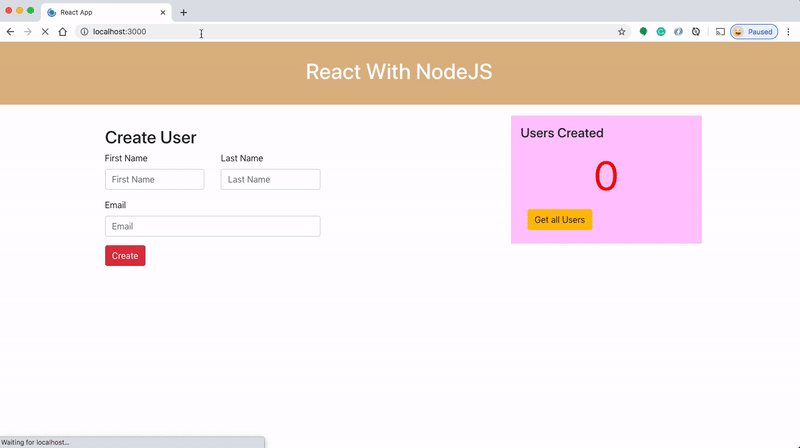 React App
localhost:3000
Paused
React With NodeJS
Create User
First Name
Last Name
First Name
Last Name
Email
Email
Create
Users Created
0
Get all Users
Waiting for localhost...